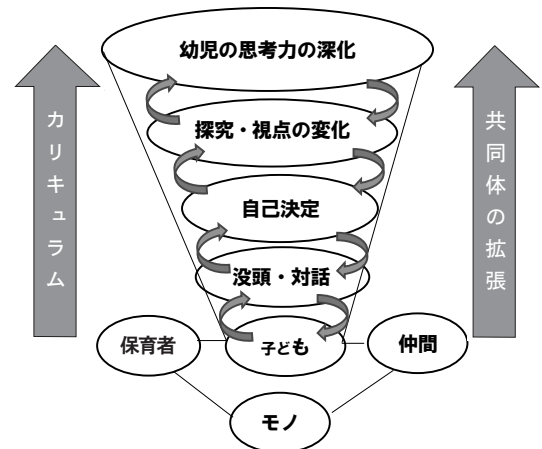 幼児の思考力の深化
探究・視点の変化
自己決定
没頭・対話
子ども
保育者
仲間
モノ
カリキュラム
共同体の拡張